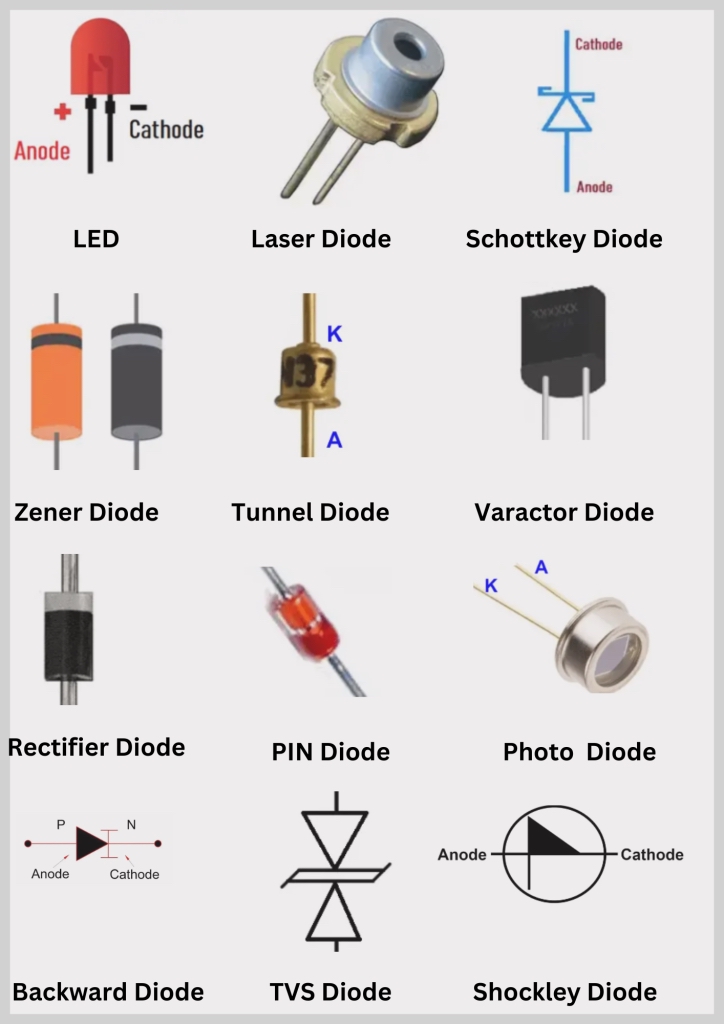 +
−
Anode
Cathode
LED
Laser Diode
Cathode
Anode
Schottkey Diode
Zener Diode
K
N37
A
Tunnel Diode
XXXXXX
Varactor Diode
Rectifier Diode
PIN Diode
A
K
Photo Diode
P N
Anode Cathode
Backward Diode
TVS Diode
Anode Cathode
Shockley Diode